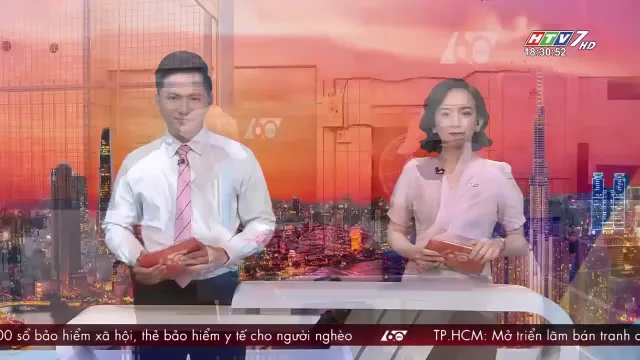 HTV7 HD
18:30:52
00 sổ bảo hiểm xã hội, thẻ bảo hiểm y tế cho người nghèo 60 TP.HCM: Mở triển lãm bán tranh